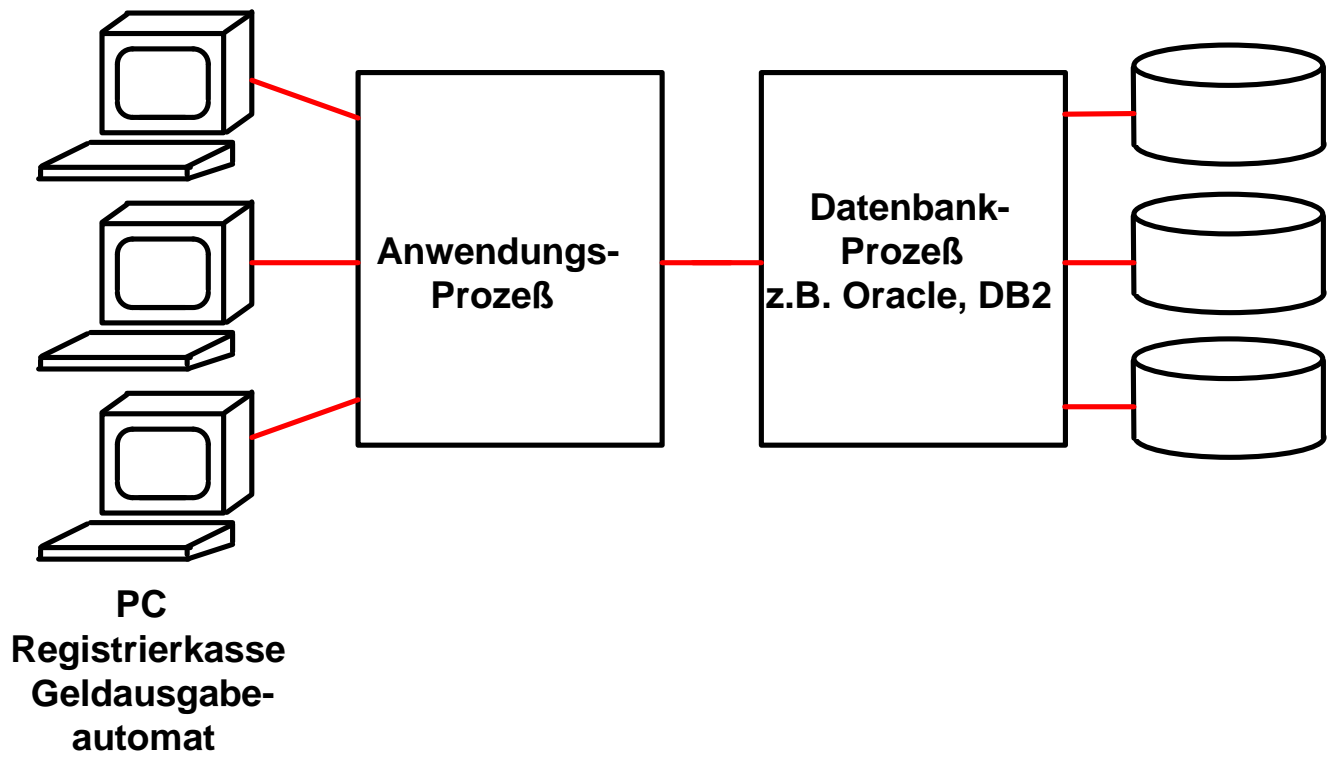 Anwendungs-
Prozeß
Datenbank-
Prozeß
z.B. Oracle, DB2
PC
Registrierkasse
Geldausgabe-
automat